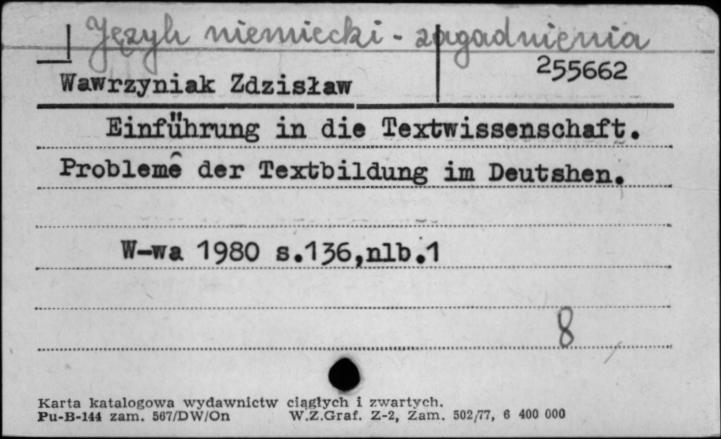 Język niemiecki - zagadnienia
255662
Wawrzyniak Zdzisław
Einführung in die Textwissenschaft.
Problemê der Textbildung im Deutshen.
W-wa 1980 s.136,nlb.1
8
Karta katalogowa wydawnictw ciągłych i zwartych.
Pu-B-144 zam. 567/DW/On W.Z.Graf. Z-2, Zam. 502/77, 6 400 000